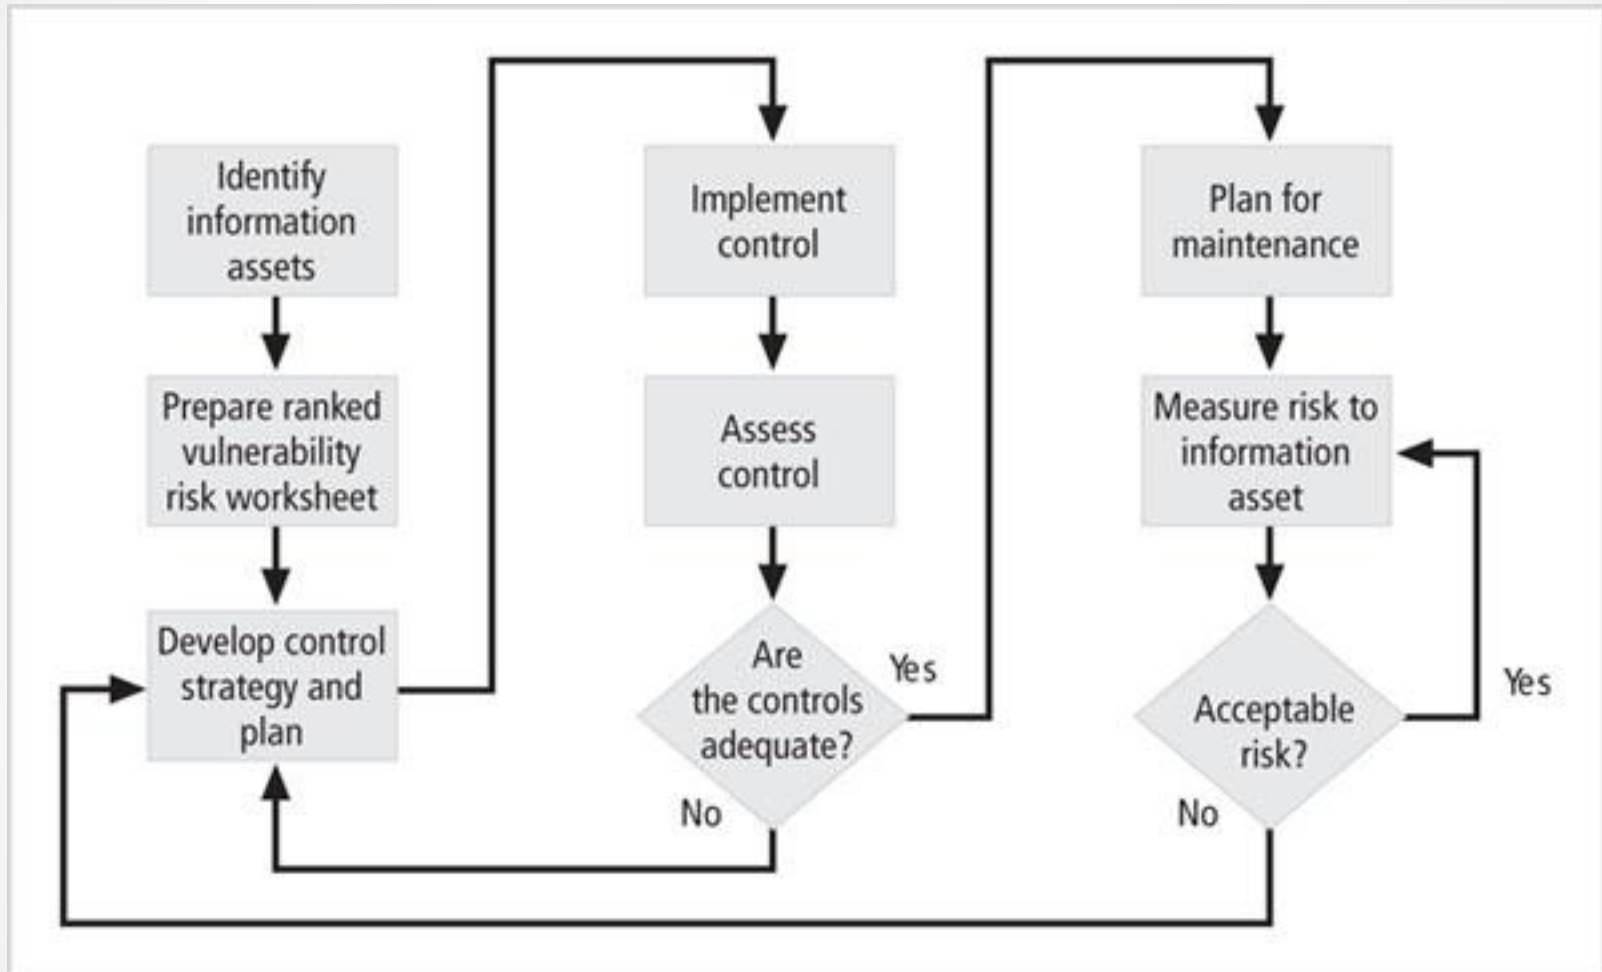 Identify
information
assets
Prepare ranked
vulnerability
risk worksheet
Develop control
strategy and
plan
Implement
control
Assess
control
Are
the controls
adequate?
Yes
No
Plan for
maintenance
Measure risk to
information
asset
Acceptable
risk?
Yes
No